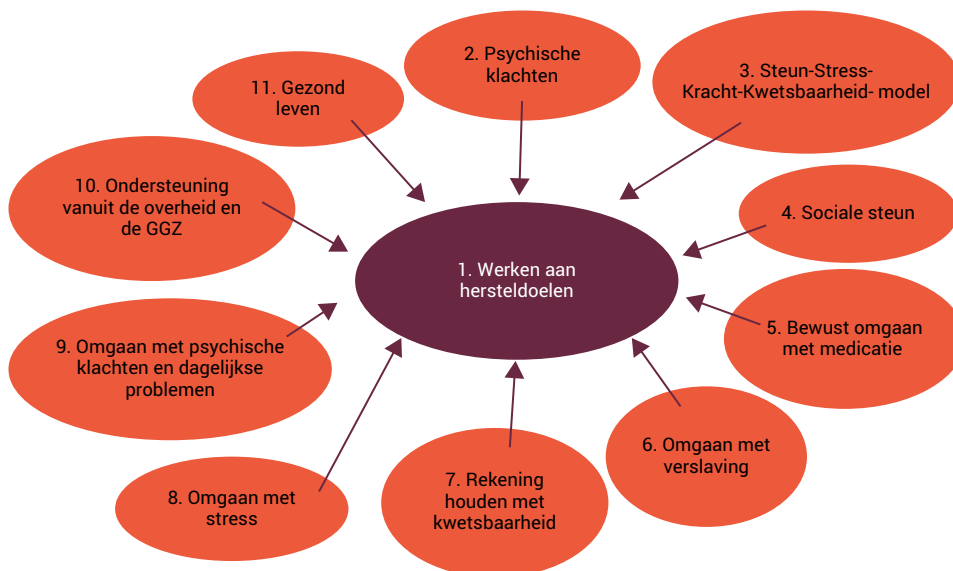 1. Werken aan
hersteldoelen
2. Psychische
klachten
3. Steun-Stress-
Kracht-Kwetsbaarheid- model
4. Sociale steun
5. Bewust omgaan
met medicatie
6. Omgaan met
verslaving
7. Rekening
houden met
kwetsbaarheid
8. Omgaan met
stress
9. Omgaan met psychische
klachten en dagelijkse
problemen
10. Ondersteuning
vanuit de overheid en
de GGZ
11. Gezond
leven